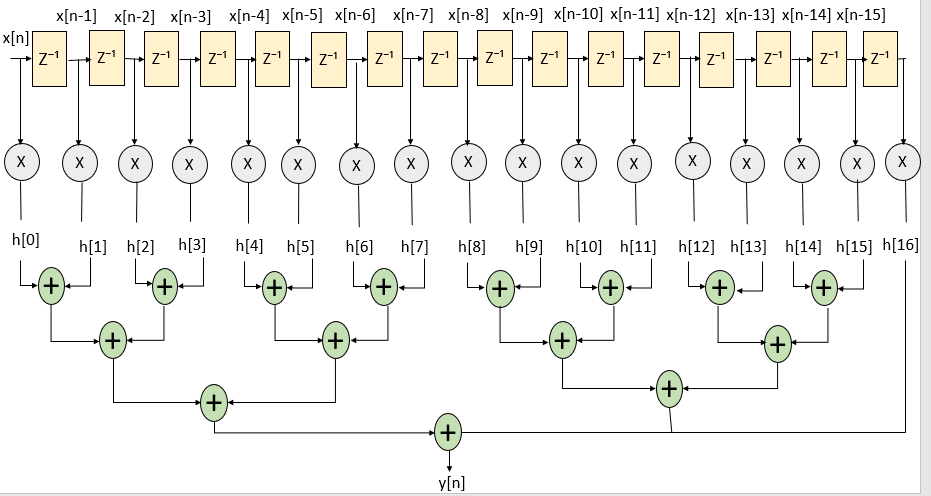 x[n-1] x[n-2] x[n-3] x[n-4] x[n-5] x[n-6] x[n-7] x[n-8] x[n-9] x[n-10] x[n-11] x[n-12] x[n-13] x[n-14] x[n-15]
x[n]
Z⁻¹ Z⁻¹ Z⁻¹ Z⁻¹ Z⁻¹ Z⁻¹ Z⁻¹ Z⁻¹ Z⁻¹ Z⁻¹ Z⁻¹ Z⁻¹ Z⁻¹ Z⁻¹ Z⁻¹ Z⁻¹
X X X X X X X X X X X X X X X X X
h[0] h[1] h[2] h[3] h[4] h[5] h[6] h[7] h[8] h[9] h[10] h[11] h[12] h[13] h[14] h[15] h[16]
+ + + + + + + +
+ + + +
+ +
+
y[n]